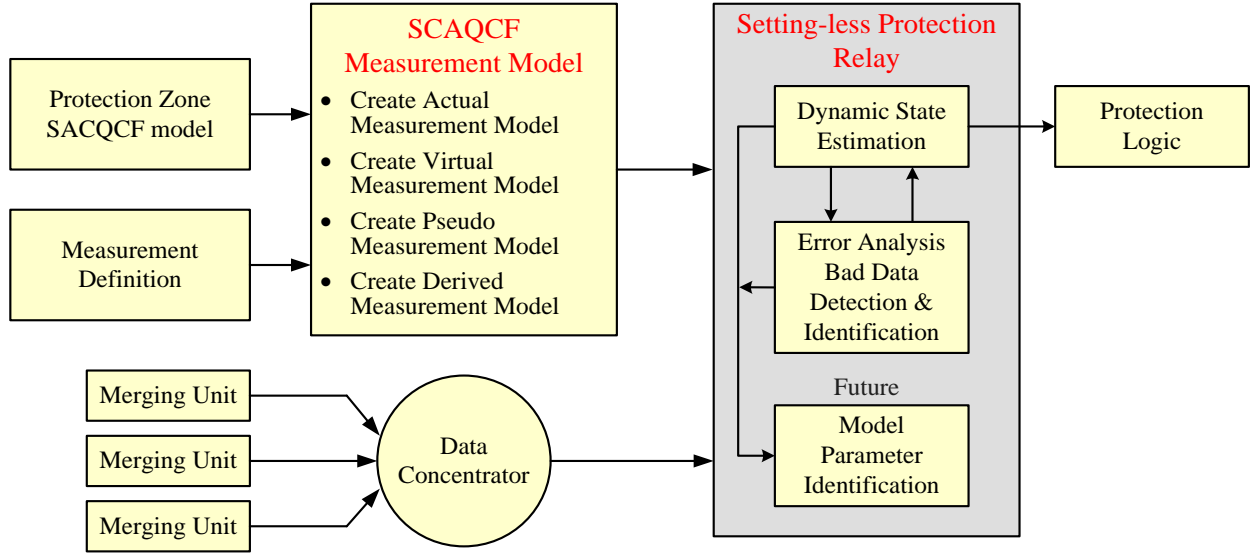 Protection Zone
SACQCF model
Measurement
Definition
SCAQCF
Measurement Model
• Create Actual
Measurement Model
• Create Virtual
Measurement Model
• Create Pseudo
Measurement Model
• Create Derived
Measurement Model
Merging Unit
Merging Unit
Merging Unit
Data
Concentrator
Setting-less Protection
Relay
Dynamic State
Estimation
Error Analysis
Bad Data
Detection &
Identification
Future
Model
Parameter
Identification
Protection
Logic